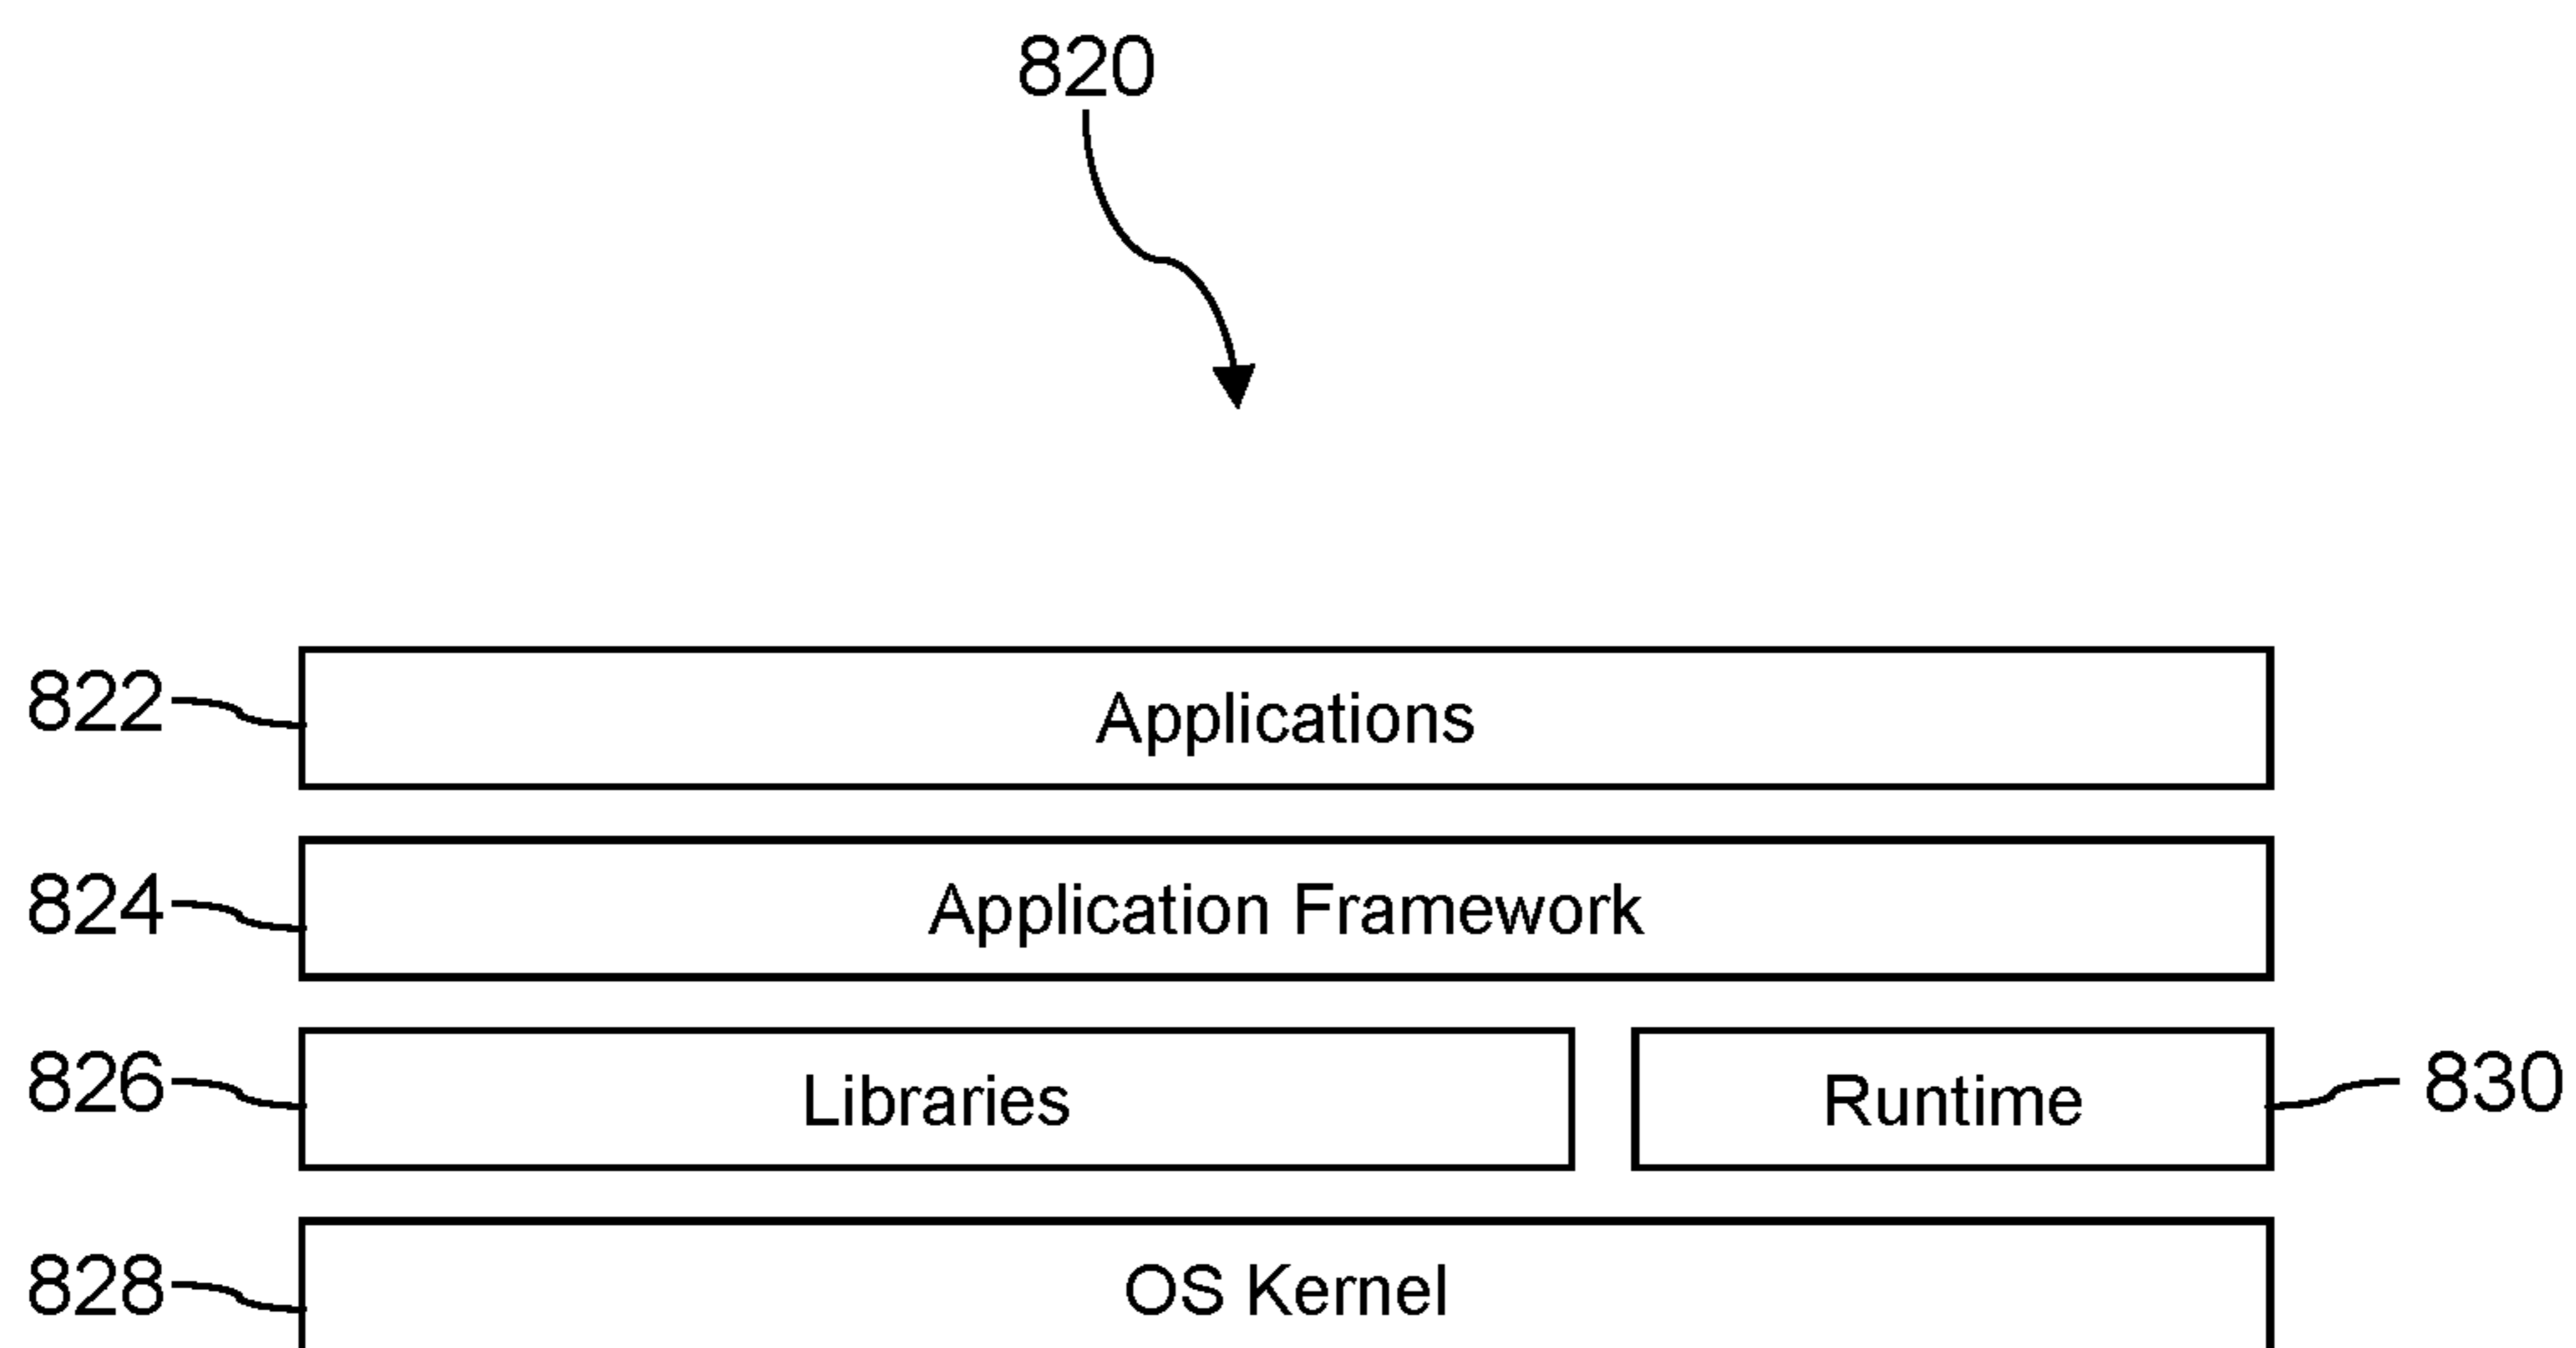 820
822 Applications
824 Application Framework
826 Libraries Runtime 830
828 OS Kernel